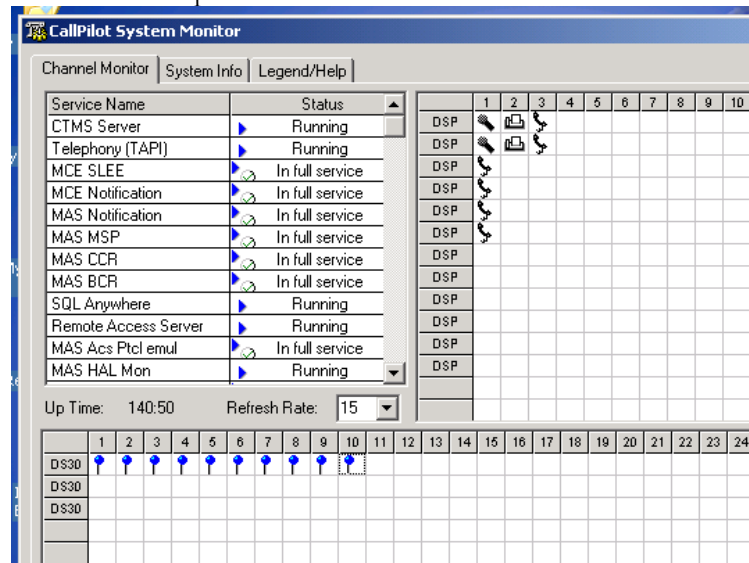 CallPilot System Monitor
Channel Monitor System Info Legend/Help
Service Name Status
CTMS Server Running
Telephony (TAPI) Running
MCE SLEE In full service
MCE Notification In full service
MAS Notification In full service
MAS MSP In full service
MAS CCR In full service
MAS BCR In full service
SQL Anywhere Running
Remote Access Server Running
MAS Acs Ptcl emul In full service
MAS HAL Mon Running
Up Time: 140:50 Refresh Rate: 15
1 2 3 4 5 6 7 8 9 10
DSP
DSP
DSP
DSP
DSP
DSP
DSP
DSP
DSP
DSP
DSP
DSP
1 2 3 4 5 6 7 8 9 10 11 12 13 14 15 16 17 18 19 20 21 22 23 24
DS30
DS30
DS30